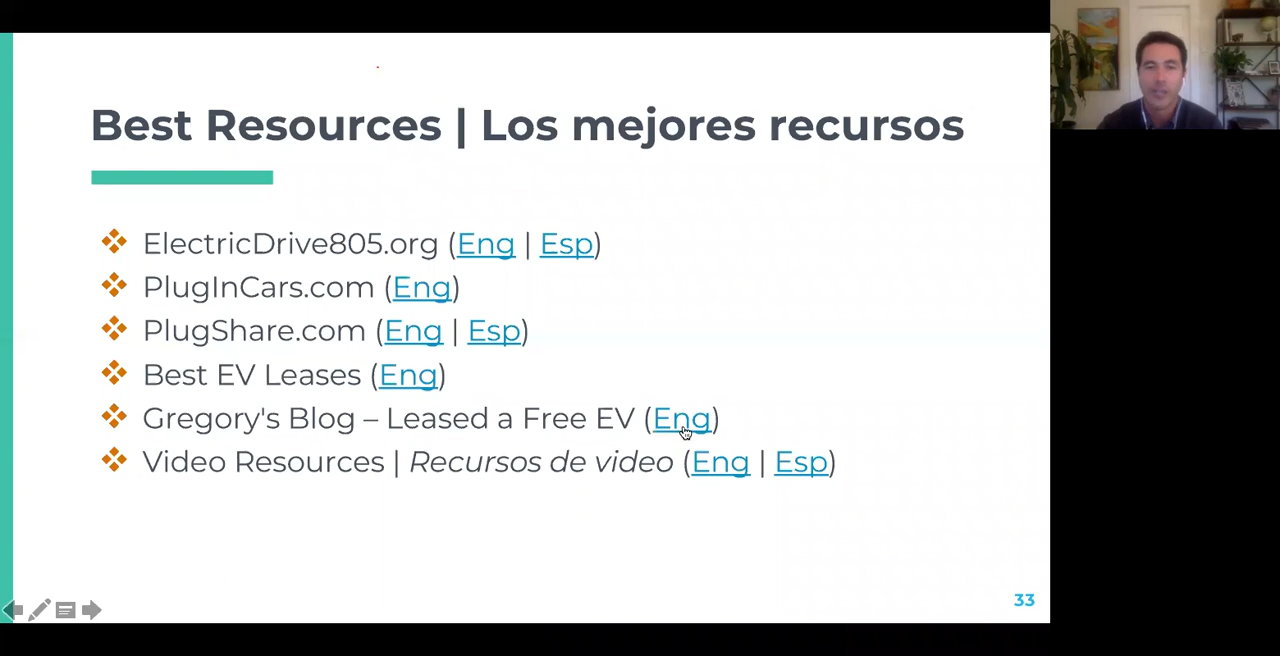 Best Resources | Los mejores recursos
ElectricDrive805.org (Eng | Esp)
PlugInCars.com (Eng)
PlugShare.com (Eng | Esp)
Best EV Leases (Eng)
Gregory's Blog – Leased a Free EV (Eng)
Video Resources | Recursos de video (Eng | Esp)
33